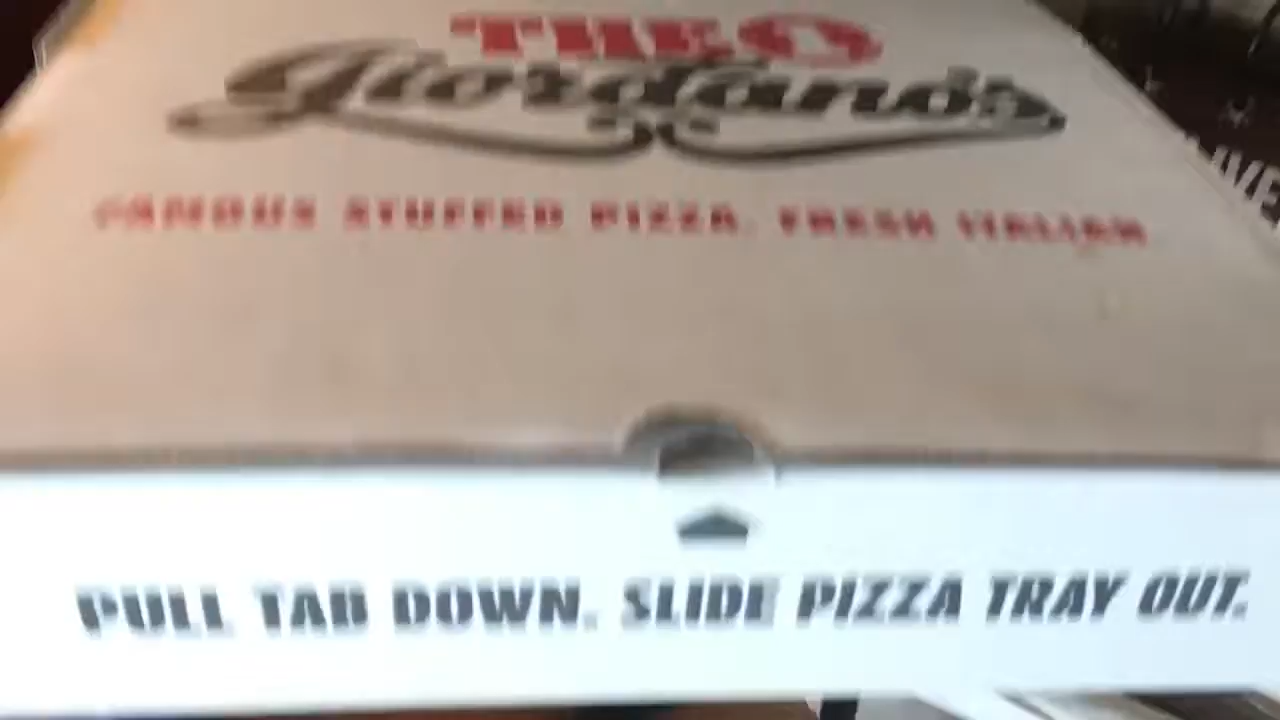 THE O
Giordano's
FAMOUS STUFFED PIZZA. FRESH ITALIAN
PULL TAB DOWN. SLIDE PIZZA TRAY OUT.